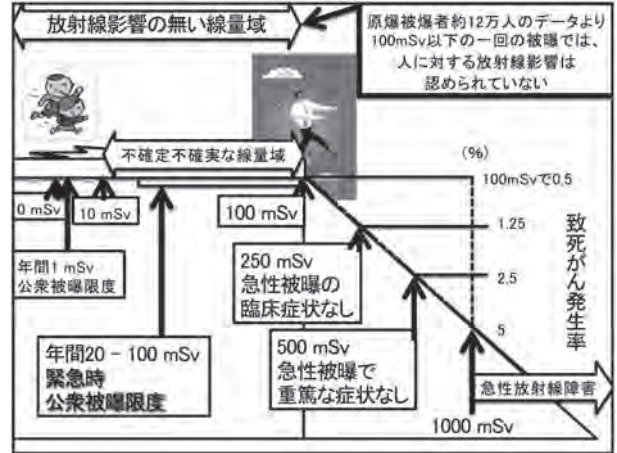 放射線影響の無い線量域
原爆被爆者約12万人のデータより
100mSv以下の一回の被曝では、
人に対する放射線影響は
認められていない
不確定不確実な線量域
(%)
0 mSv
10 mSv
100 mSv
100mSvで0.5
年間1 mSv
公衆被曝限度
250 mSv
急性被曝の
臨床症状なし
1.25
2.5
5
致死がん発生率
年間20 - 100 mSv
緊急時
公衆被曝限度
500 mSv
急性被曝で
重篤な症状なし
急性放射線障害
1000 mSv